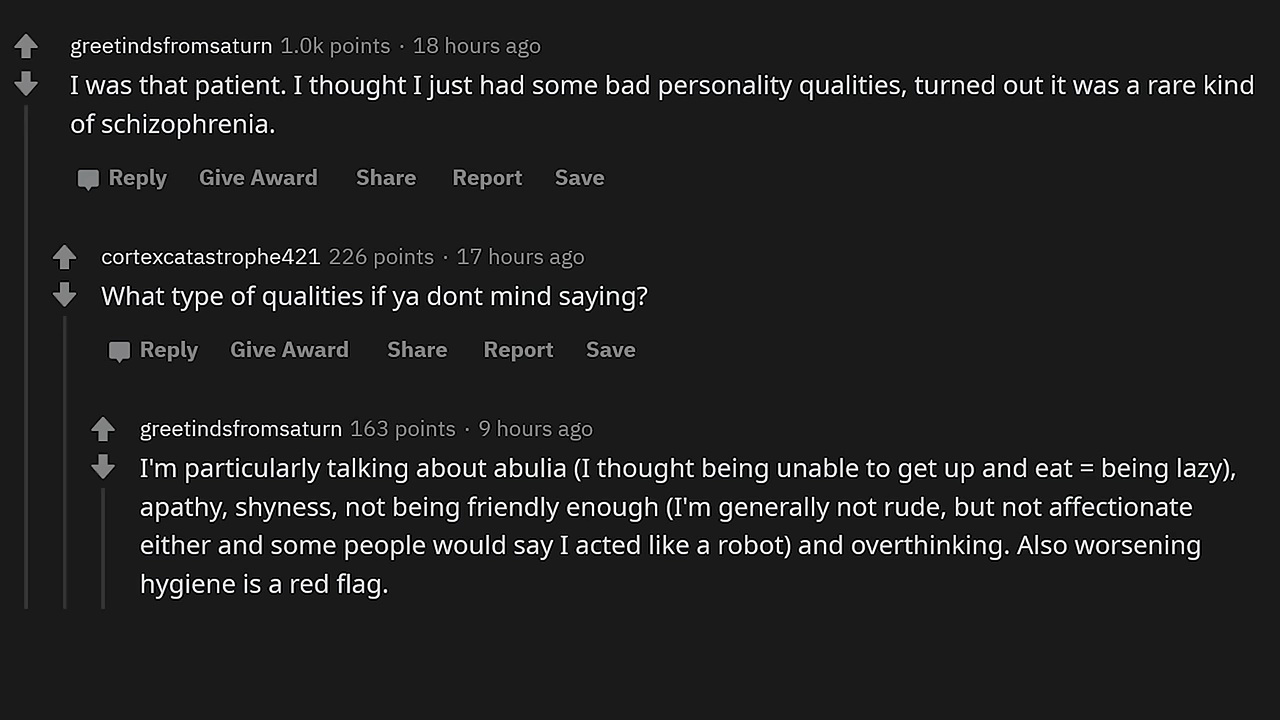 greetindsfromsaturn 1.0k points · 18 hours ago
I was that patient. I thought I just had some bad personality qualities, turned out it was a rare kind
of schizophrenia.
Reply Give Award Share Report Save
cortexcatastrophe421 226 points · 17 hours ago
What type of qualities if ya dont mind saying?
Reply Give Award Share Report Save
greetindsfromsaturn 163 points · 9 hours ago
I'm particularly talking about abulia (I thought being unable to get up and eat = being lazy),
apathy, shyness, not being friendly enough (I'm generally not rude, but not affectionate
either and some people would say I acted like a robot) and overthinking. Also worsening
hygiene is a red flag.